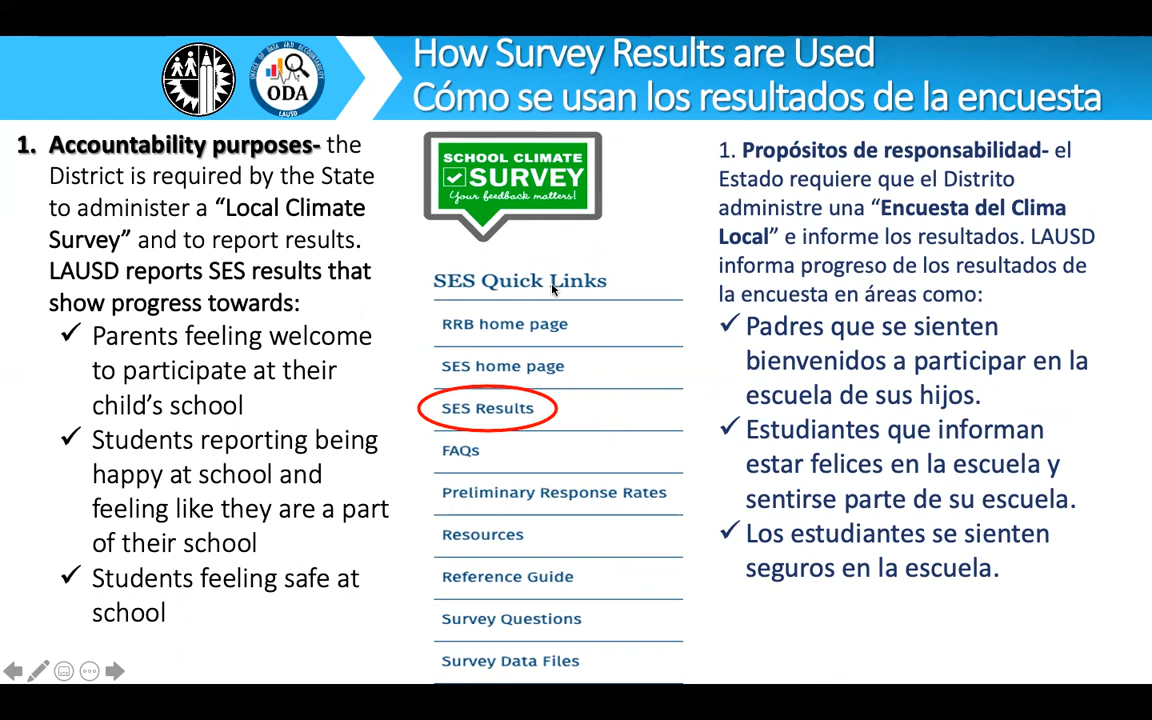 How Survey Results are Used
Cómo se usan los resultados de la encuesta
OFFICE OF DATA AND ACCOUNTABILITY
ODA
LAUSD
1. Accountability purposes- the
District is required by the State
to administer a “Local Climate
Survey” and to report results.
LAUSD reports SES results that
show progress towards:
✓ Parents feeling welcome
to participate at their
child’s school
✓ Students reporting being
happy at school and
feeling like they are a part
of their school
✓ Students feeling safe at
school
SCHOOL CLIMATE
SURVEY
Your feedback matters!
SES Quick Links
RRB home page
SES home page
SES Results
FAQs
Preliminary Response Rates
Resources
Reference Guide
Survey Questions
Survey Data Files
1. Propósitos de responsabilidad- el
Estado requiere que el Distrito
administre una “Encuesta del Clima
Local” e informe los resultados. LAUSD
informa progreso de los resultados de
la encuesta en áreas como:
✓ Padres que se sienten
bienvenidos a participar en la
escuela de sus hijos.
✓ Estudiantes que informan
estar felices en la escuela y
sentirse parte de su escuela.
✓ Los estudiantes se sienten
seguros en la escuela.